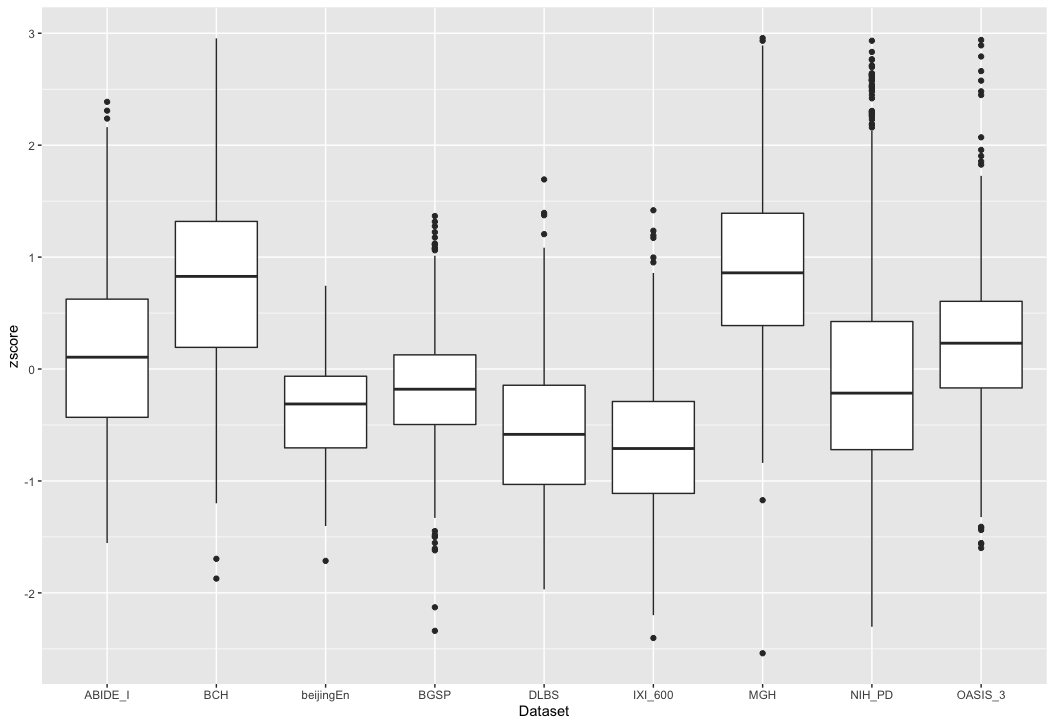 3
2
1
0
-1
-2
zscore
ABIDE_I BCH beijingEn BGSP DLBS IXI_600 MGH NIH_PD OASIS_3
Dataset